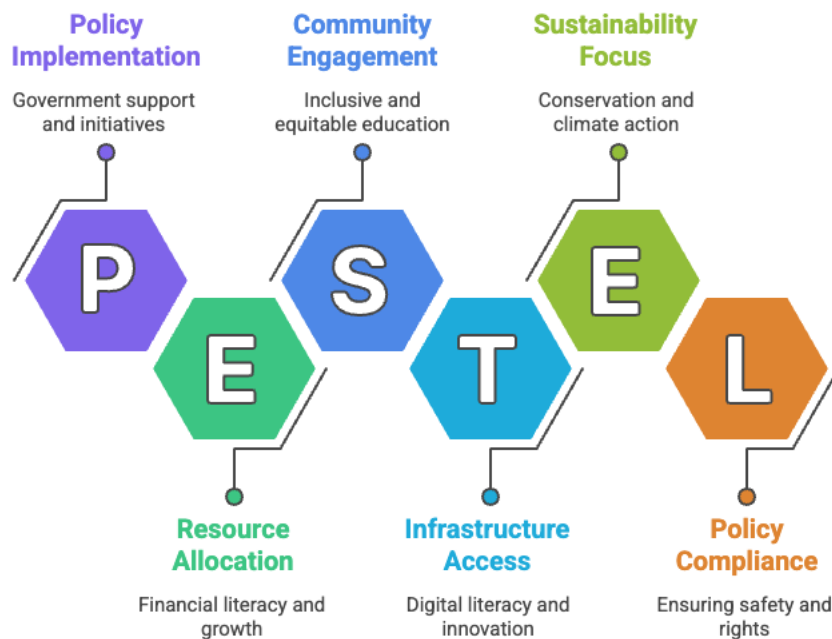 Policy
Implementation
Government support
and initiatives
Community
Engagement
Inclusive and
equitable education
Sustainability
Focus
Conservation and
climate action
P
E
S
T
E
L
Resource
Allocation
Financial literacy and
growth
Infrastructure
Access
Digital literacy and
innovation
Policy
Compliance
Ensuring safety and
rights